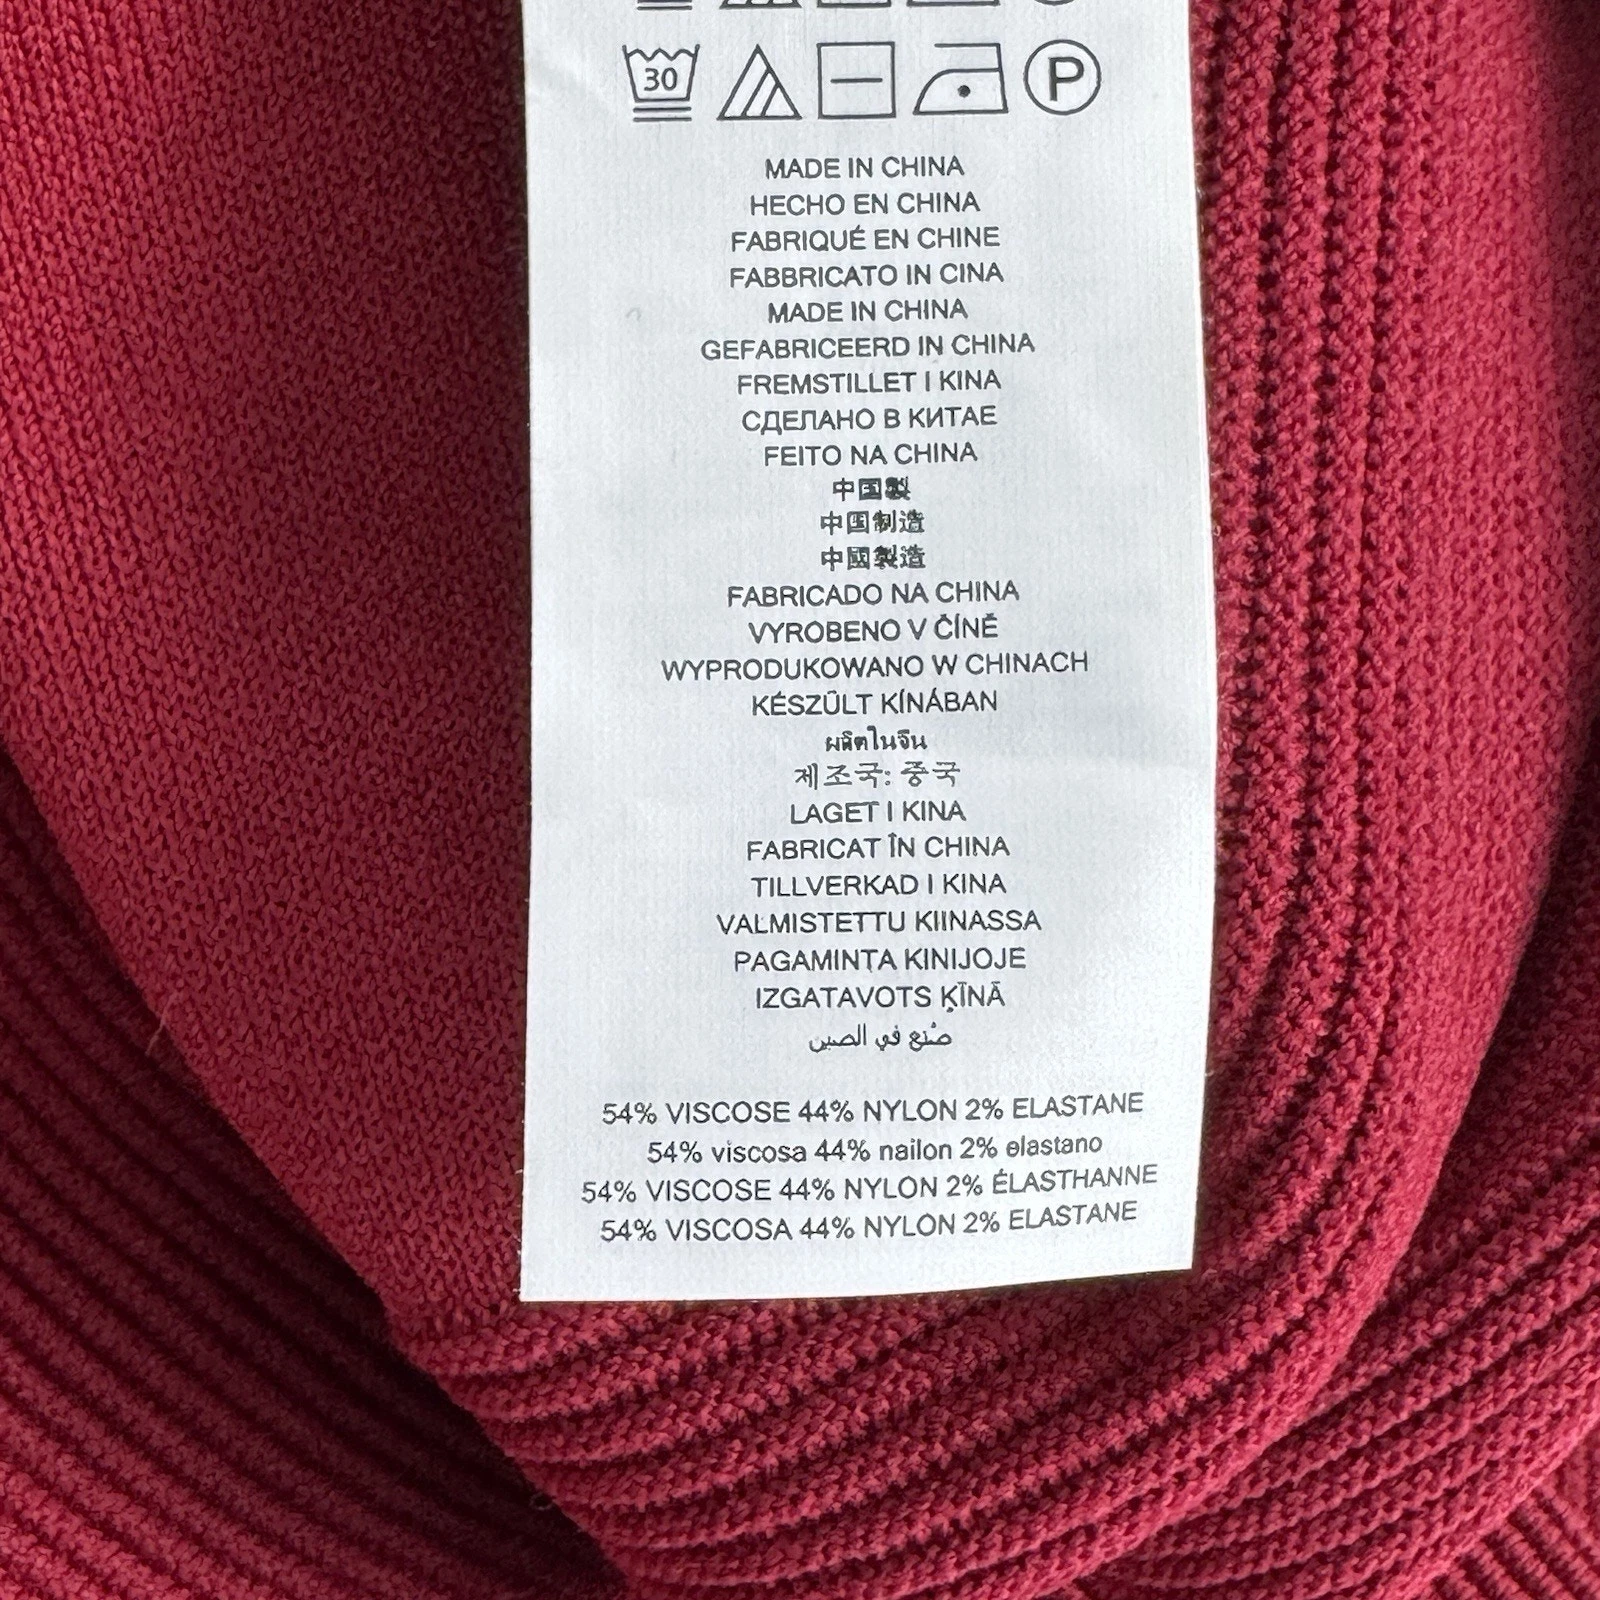 30 P
MADE IN CHINA
HECHO EN CHINA
FABRIQUÉ EN CHINE
FABBRICATO IN CINA
MADE IN CHINA
GEFABRICEERD IN CHINA
FREMSTILLET I KINA
СДЕЛАНО В КИТАЕ
FEITO NA CHINA
中国製
中国制造
中國製造
FABRICADO NA CHINA
VYROBENO V ČÍNĚ
WYPRODUKOWANO W CHINACH
KÉSZÜLT KÍNÁBAN
ผลิตในจีน
제조국: 중국
LAGET I KINA
FABRICAT ÎN CHINA
TILLVERKAD I KINA
VALMISTETTU KIINASSA
PAGAMINTA KINIJOJE
IZGATAVOTS ĶĪNĀ
صُنع في الصين
54% VISCOSE 44% NYLON 2% ELASTANE
54% viscosa 44% nailon 2% elastano
54% VISCOSE 44% NYLON 2% ÉLASTHANNE
54% VISCOSA 44% NYLON 2% ELASTANE